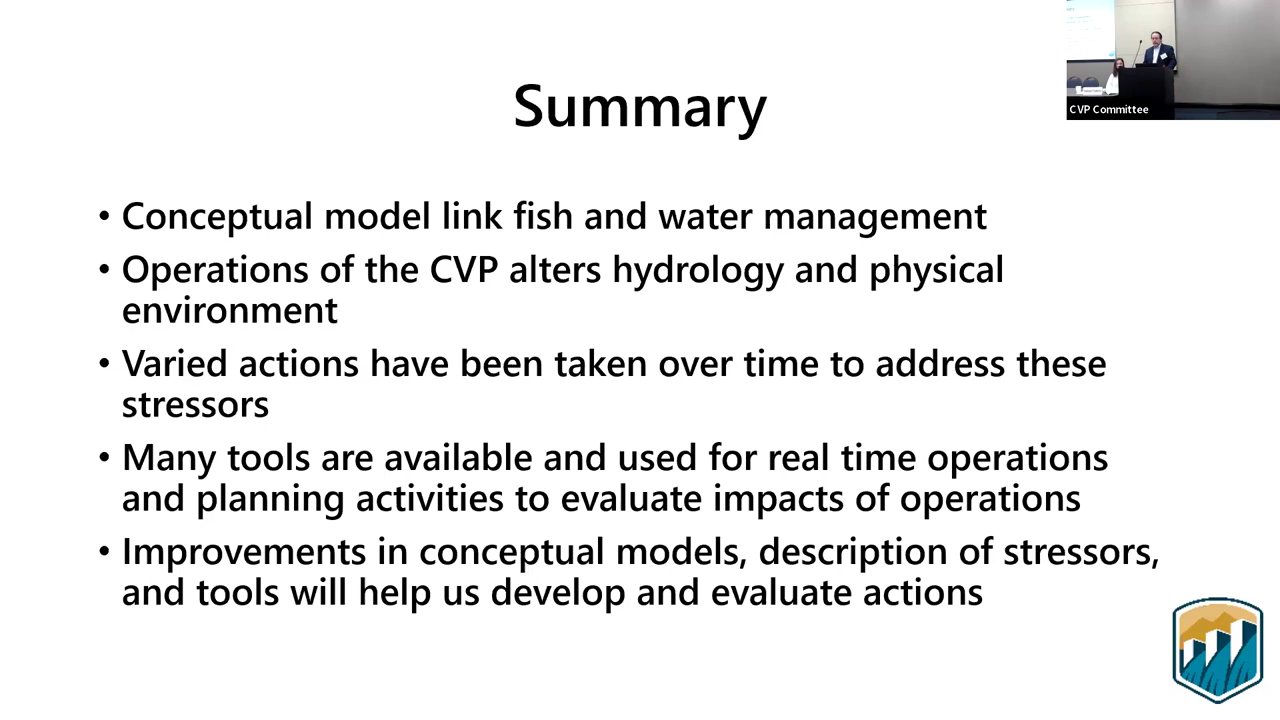 Summary
CVP Committee
• Conceptual model link fish and water management
• Operations of the CVP alters hydrology and physical
environment
• Varied actions have been taken over time to address these
stressors
• Many tools are available and used for real time operations
and planning activities to evaluate impacts of operations
• Improvements in conceptual models, description of stressors,
and tools will help us develop and evaluate actions